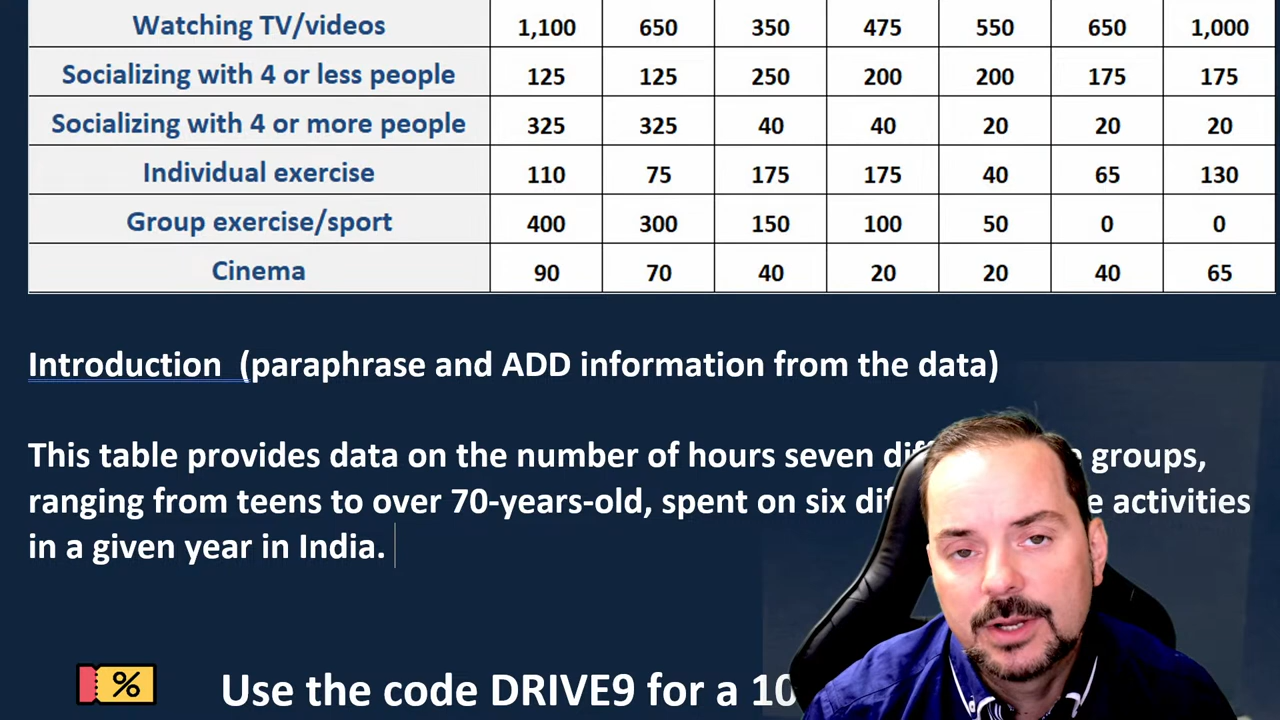 Watching TV/videos 1,100 650 350 475 550 650 1,000
Socializing with 4 or less people 125 125 250 200 200 175 175
Socializing with 4 or more people 325 325 40 40 20 20 20
Individual exercise 110 75 175 175 40 65 130
Group exercise/sport 400 300 150 100 50 0 0
Cinema 90 70 40 20 20 40 65
Introduction (paraphrase and ADD information from the data)
This table provides data on the number of hours seven groups,
ranging from teens to over 70-years-old, spent on six activities
in a given year in India.
% Use the code DRIVE9 for a 10